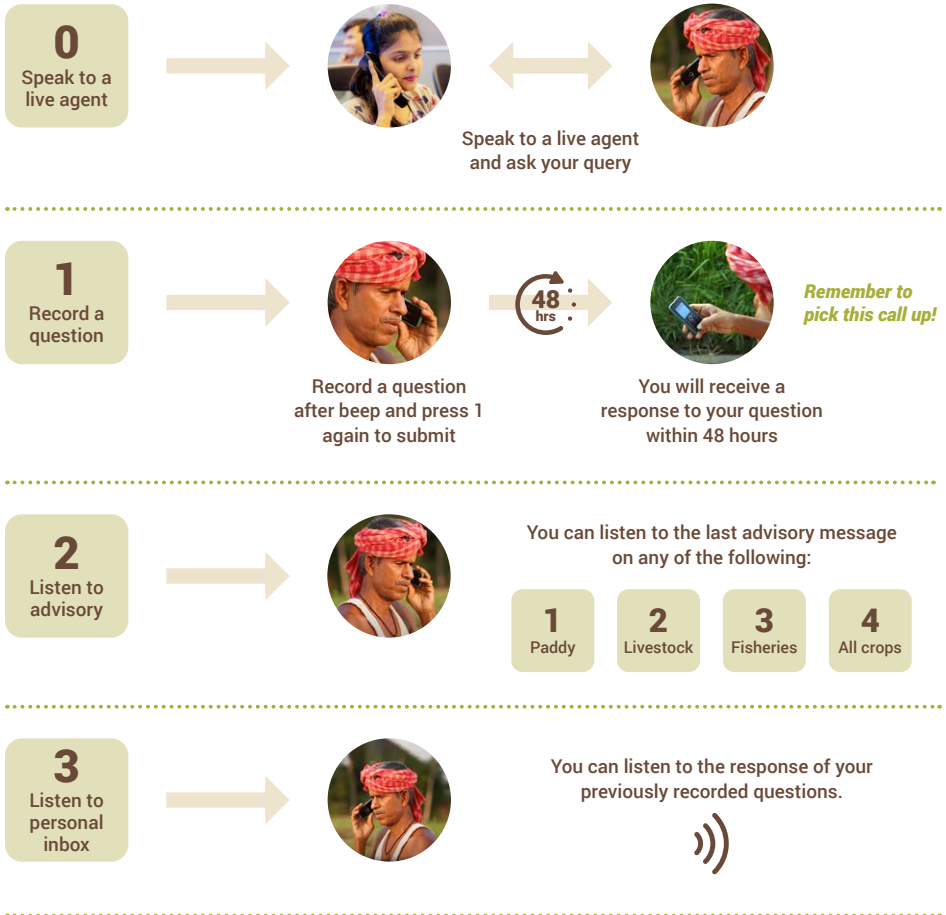 0
Speak to a
live agent
Speak to a live agent
and ask your query
1
Record a
question
48
hrs
Remember to
pick this call up!
Record a question
after beep and press 1
again to submit
You will receive a
response to your question
within 48 hours
2
Listen to
advisory
You can listen to the last advisory message
on any of the following:
1
Paddy
2
Livestock
3
Fisheries
4
All crops
3
Listen to
personal
inbox
You can listen to the response of your
previously recorded questions.